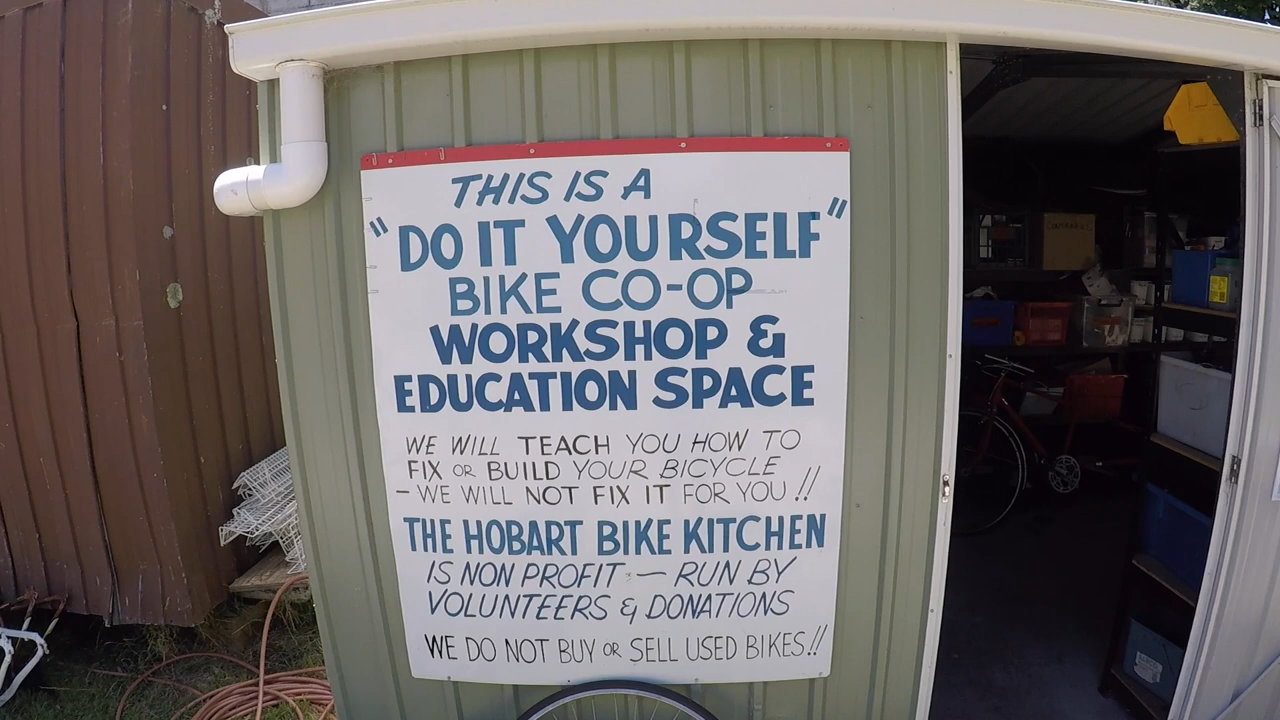 THIS IS A
"DO IT YOURSELF"
BIKE CO-OP
WORKSHOP &
EDUCATION SPACE
WE WILL TEACH YOU HOW TO
FIX OR BUILD YOUR BICYCLE
- WE WILL NOT FIX IT FOR YOU!!
THE HOBART BIKE KITCHEN
IS NON PROFIT - RUN BY
VOLUNTEERS & DONATIONS
WE DO NOT BUY OR SELL USED BIKES!!